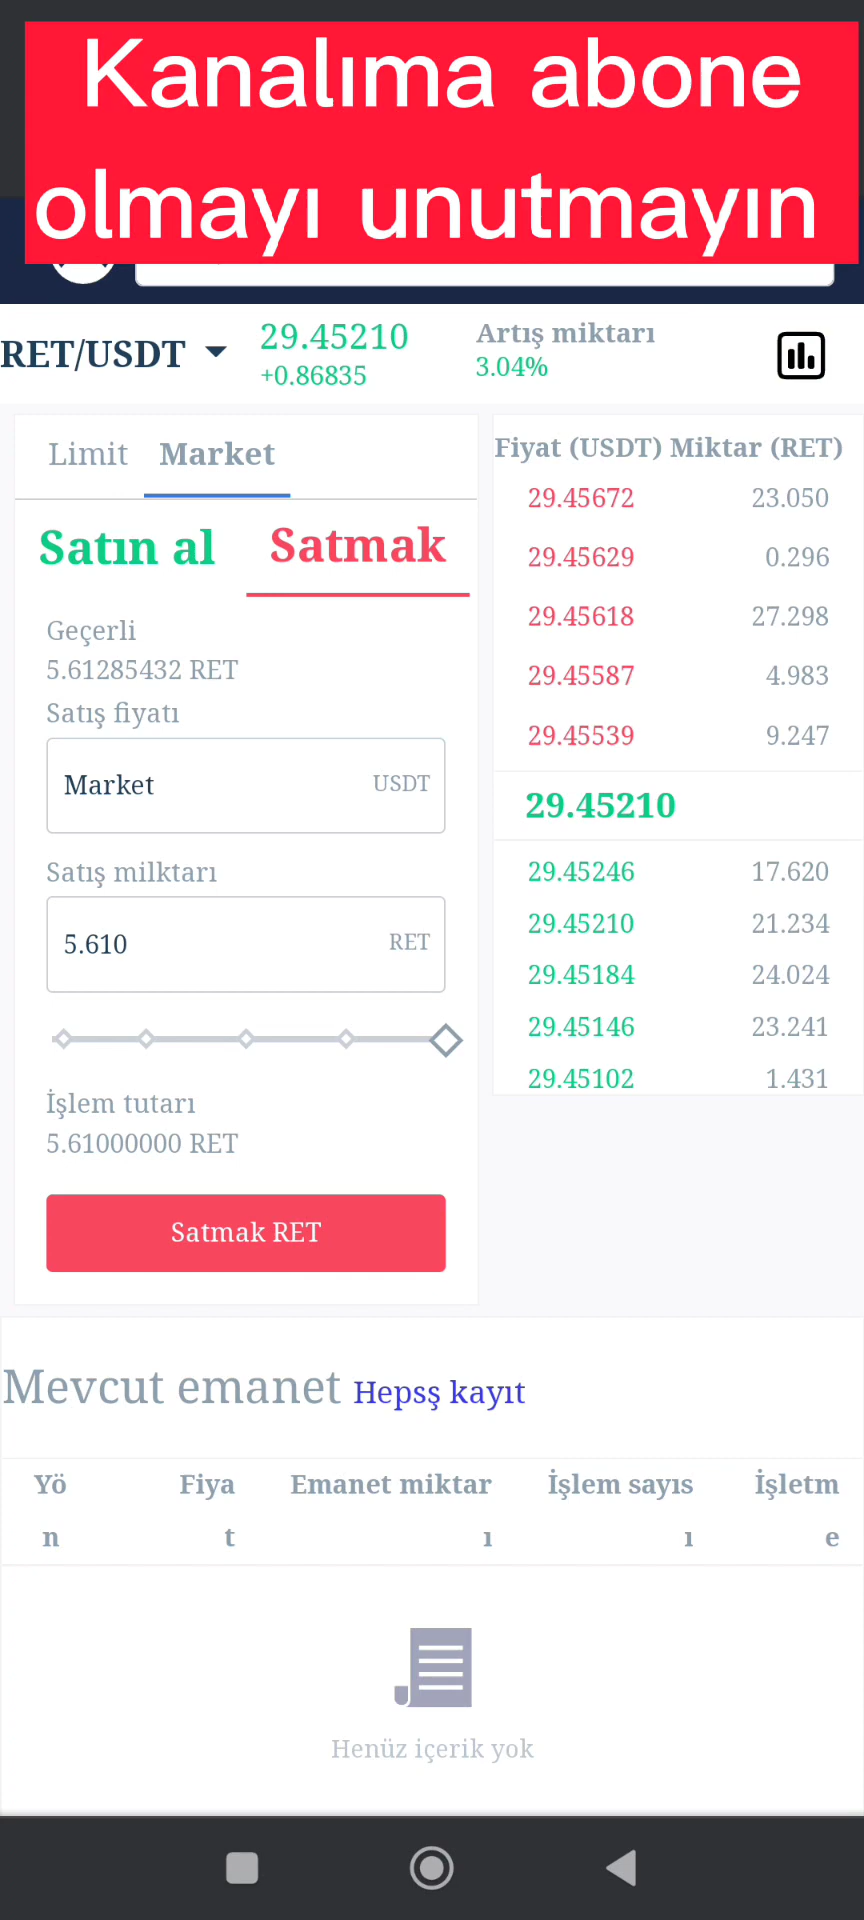 Kanalıma abone
olmayı unutmayın
RET/USDT
29.45210
+0.86835
Artış miktarı
3.04%
Limit Market
Satın al Satmak
Geçerli
5.61285432 RET
Satış fiyatı
Market USDT
Satış milktarı
5.610 RET
İşlem tutarı
5.61000000 RET
Satmak RET
Fiyat (USDT) Miktar (RET)
29.45672 23.050
29.45629 0.296
29.45618 27.298
29.45587 4.983
29.45539 9.247
29.45210
29.45246 17.620
29.45210 21.234
29.45184 24.024
29.45146 23.241
29.45102 1.431
Mevcut emanet Hepsş kayıt
Yö Fiya Emanet miktar İşlem sayıs İşletm
n t ı ı e
Henüz içerik yok